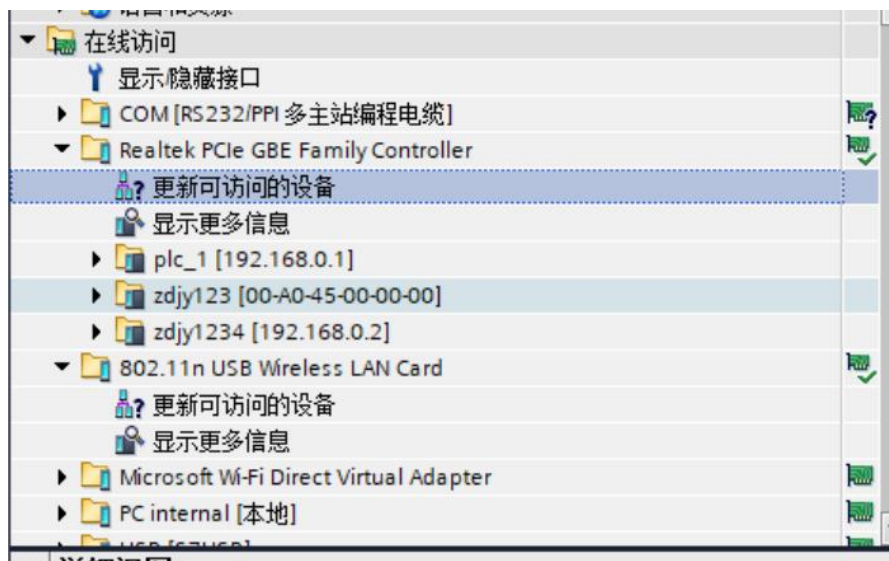 在线访问
显示/隐藏接口
COM [RS232/PPI 多主站编程电缆]
Realtek PCIe GBE Family Controller
更新可访问的设备
显示更多信息
plc_1 [192.168.0.1]
zdjy123 [00-A0-45-00-00-00]
zdjy1234 [192.168.0.2]
802.11n USB Wireless LAN Card
更新可访问的设备
显示更多信息
Microsoft Wi-Fi Direct Virtual Adapter
PC internal [本地]